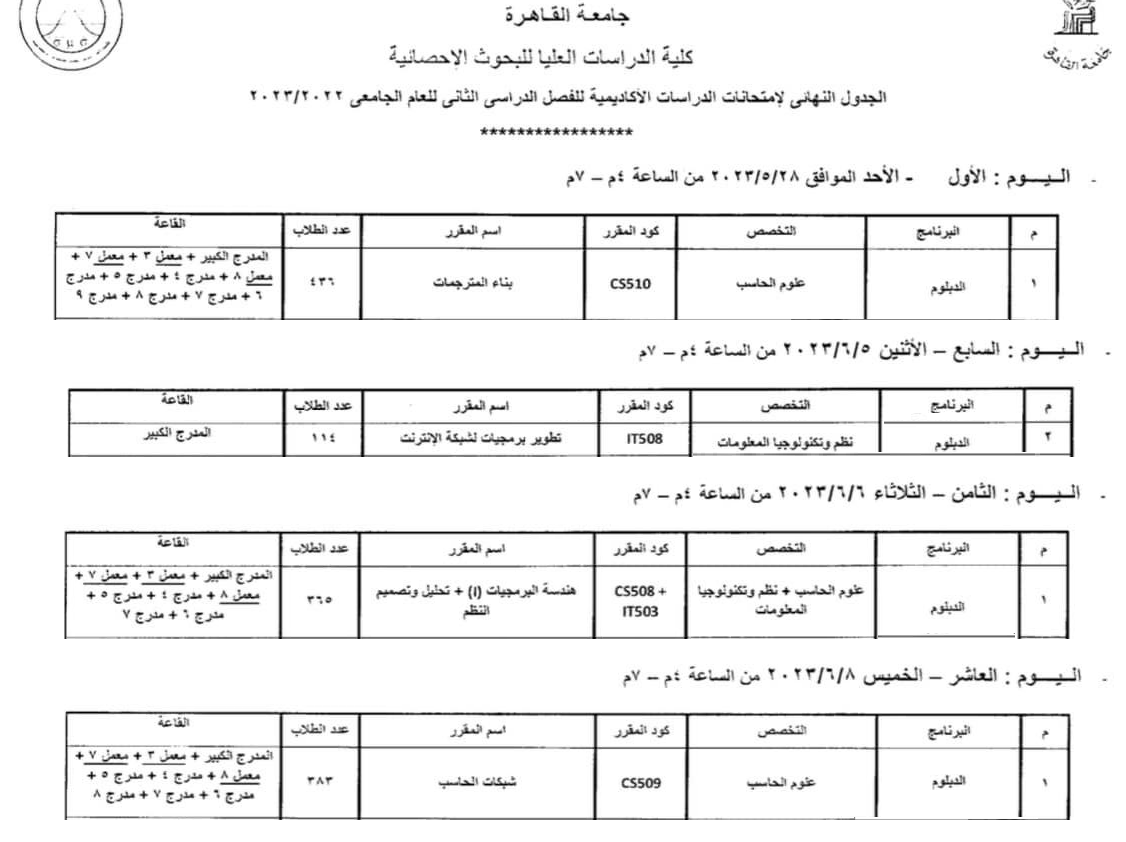 جامعة القاهرة
كلية الدراسات العليا للبحوث الإحصائية
الجدول النهائى لإمتحانات الدراسات الأكاديمية للفصل الدراسى الثانى للعام الجامعى ٢٠٢٣/٢٠٢٢
*****************
- اليــوم : الأول - الأحد الموافق ٢٠٢٣/٥/٢٨ من الساعة ٤م – ٧م
م البرنامج التخصص كود المقرر اسم المقرر عدد الطلاب القاعة
١ الدبلوم علوم الحاسب CS510 بناء المترجمات ٤٣٦ المدرج الكبير + معمل ٣ + معمل ٧ +
معمل ٨ + مدرج ٤ + مدرج ٥ + مدرج
٦ + مدرج ٧ + مدرج ٨ + مدرج ٩
- اليــوم : السابع – الأثنين ٢٠٢٣/٦/٥ من الساعة ٤م – ٧م
م البرنامج التخصص كود المقرر اسم المقرر عدد الطلاب القاعة
٢ الدبلوم نظم وتكنولوجيا المعلومات IT508 تطوير برمجيات لشبكة الإنترنت ١١٤ المدرج الكبير
- اليــوم : الثامن – الثلاثاء ٢٠٢٣/٦/٦ من الساعة ٤م – ٧م
م البرنامج التخصص كود المقرر اسم المقرر عدد الطلاب القاعة
١ الدبلوم علوم الحاسب + نظم وتكنولوجيا
المعلومات CS508 +
IT503 هندسة البرمجيات (I) + تحليل وتصميم
النظم ٣٦٥ المدرج الكبير + معمل ٣ + معمل ٧ +
معمل ٨ + مدرج ٤ + مدرج ٥ +
مدرج ٦ + مدرج ٧
- اليــوم : العاشر – الخميس ٢٠٢٣/٦/٨ من الساعة ٤م – ٧م
م البرنامج التخصص كود المقرر اسم المقرر عدد الطلاب القاعة
١ الدبلوم علوم الحاسب CS509 شبكات الحاسب ٣٨٣ المدرج الكبير + معمل ٣ + معمل ٧ +
معمل ٨ + مدرج ٤ + مدرج ٥ +
مدرج ٦ + مدرج ٧ + مدرج ٨
جامعة القاهرة